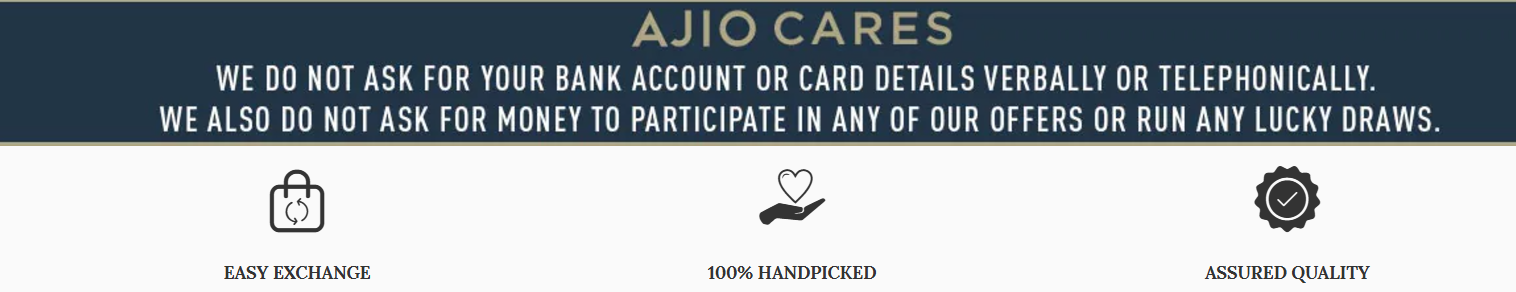 AJIO CARES
WE DO NOT ASK FOR YOUR BANK ACCOUNT OR CARD DETAILS VERBALLY OR TELEPHONICALLY.
WE ALSO DO NOT ASK FOR MONEY TO PARTICIPATE IN ANY OF OUR OFFERS OR RUN ANY LUCKY DRAWS.
EASY EXCHANGE
100% HANDPICKED
ASSURED QUALITY